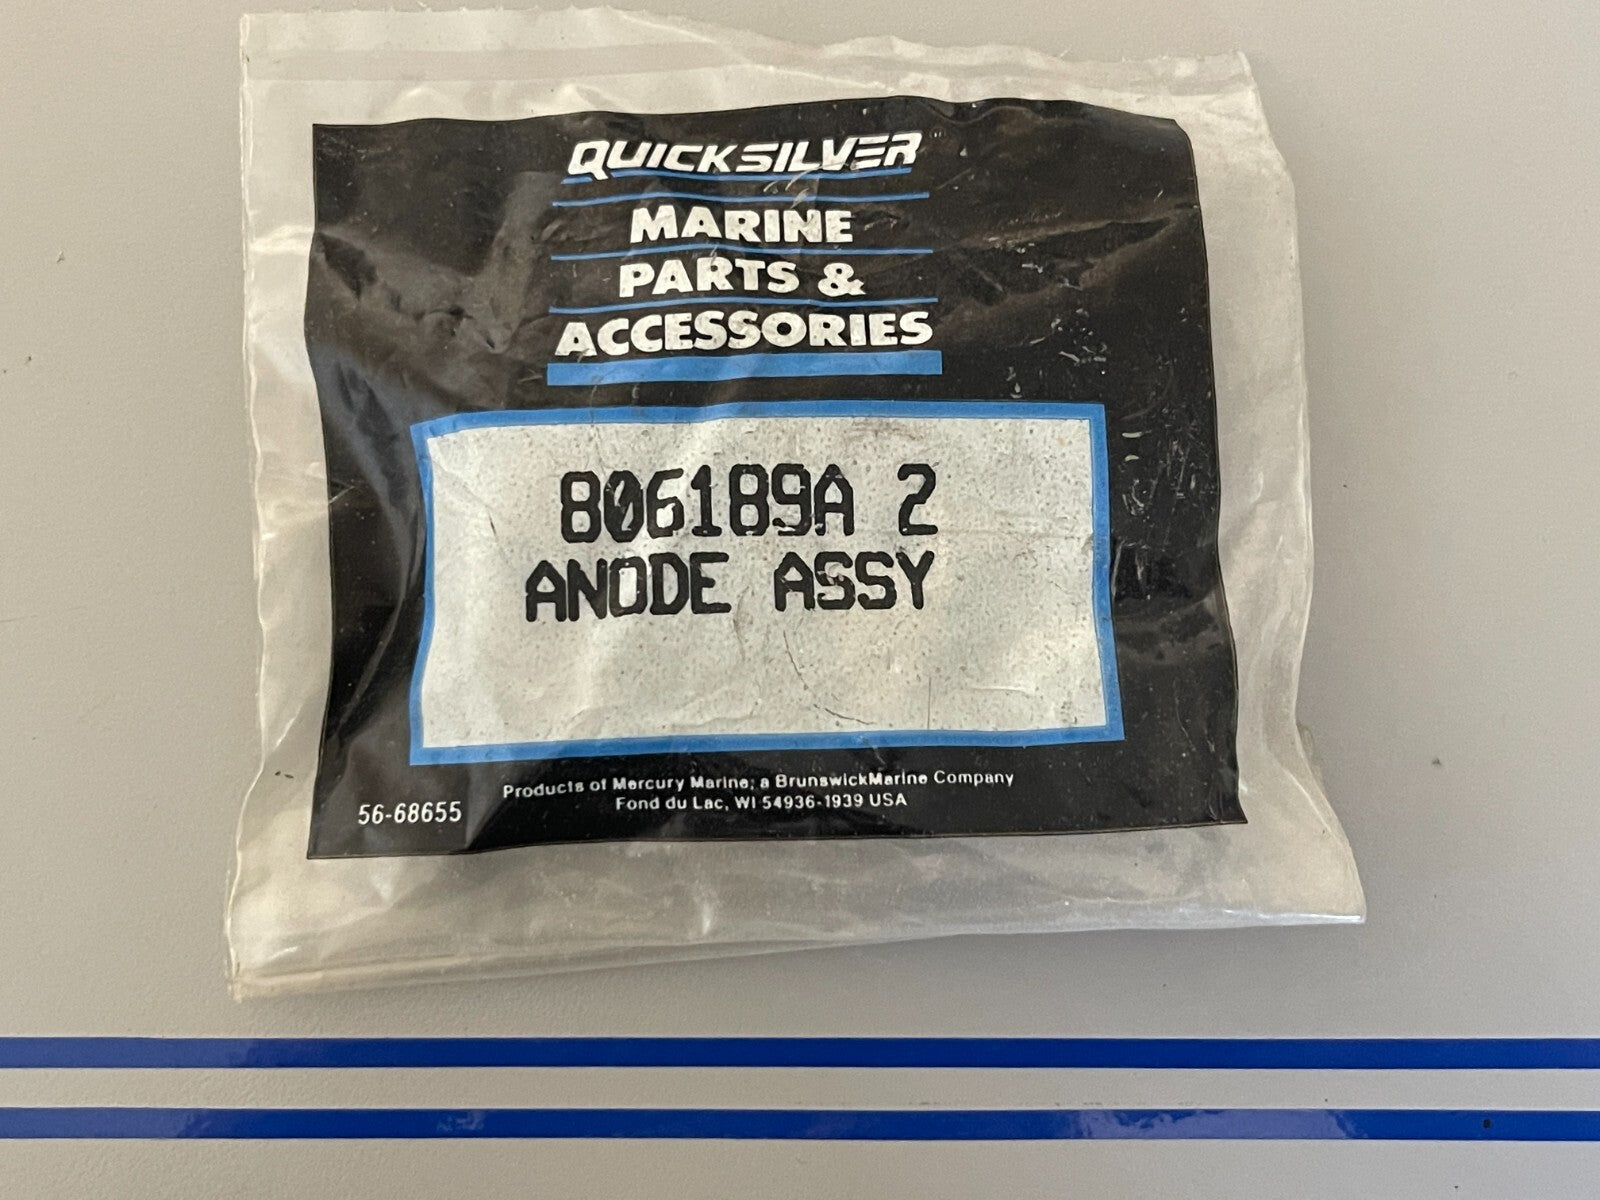 QUICKSILVER
MARINE
PARTS &
ACCESSORIES
806189A 2
ANODE ASSY
Products of Mercury Marine; a BrunswickMarine Company
Fond du Lac, WI 54936-1939 USA
56-68655